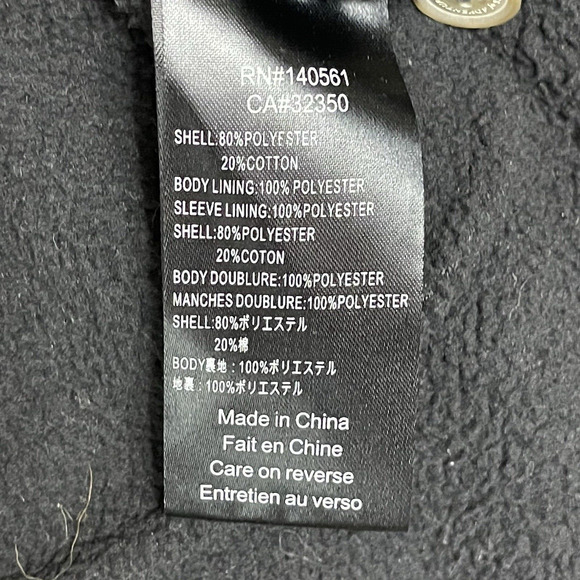 RN#140561
CA#32350
SHELL:80%POLYESTER
20%COTTON
BODY LINING:100% POLYESTER
SLEEVE LINING:100% POLYESTER
SHELL:80%POLYESTER
20%COTON
BODY DOUBLURE:100%POLYESTER
MANCHES DOUBLURE:100%POLYESTER
SHELL:80%ポリエステル
20%棉
BODY裏地:100%ポリエステル
地裏:100%ポリエステル
Made in China
Fait en Chine
Care on reverse
Entretien au verso